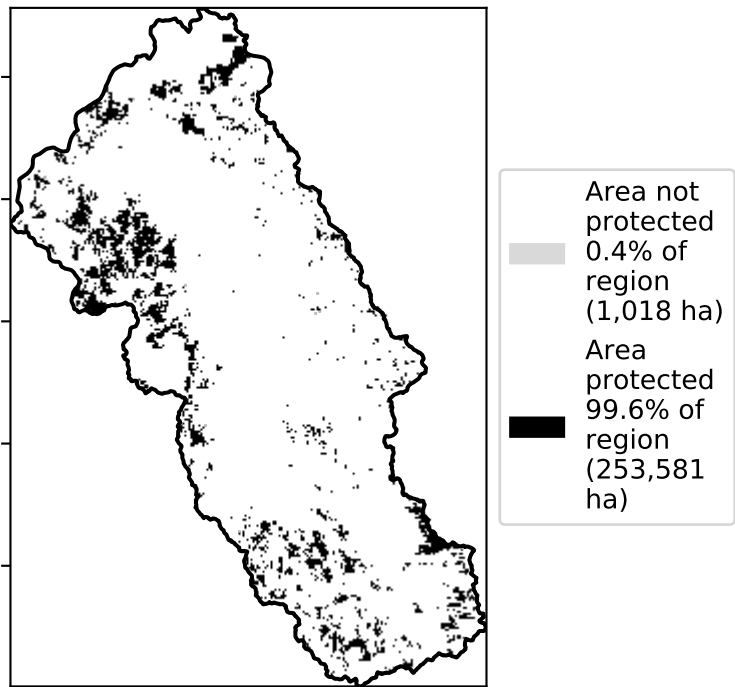 Area not
protected
0.4% of
region
(1,018 ha)
Area
protected
99.6% of
region
(253,581
ha)